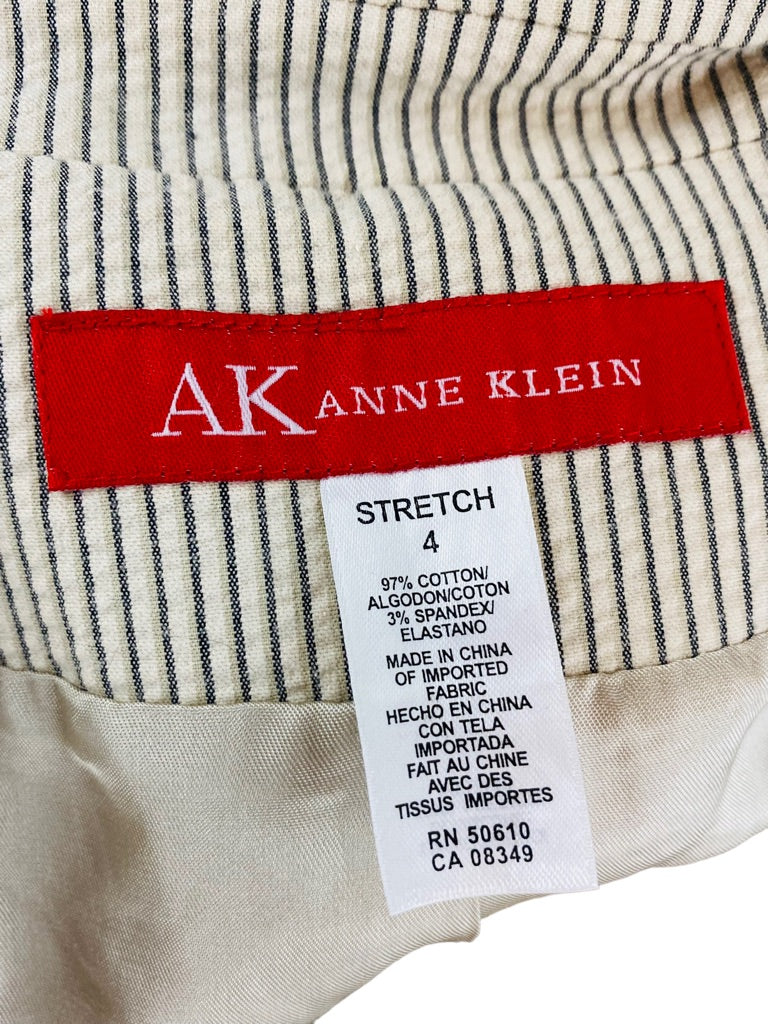 AK ANNE KLEIN
STRETCH
4
97% COTTON/
ALGODON/COTON
3% SPANDEX/
ELASTANO
MADE IN CHINA
OF IMPORTED
FABRIC
HECHO EN CHINA
CON TELA
IMPORTADA
FAIT AU CHINE
AVEC DES
TISSUS IMPORTES
RN 50610
CA 08349